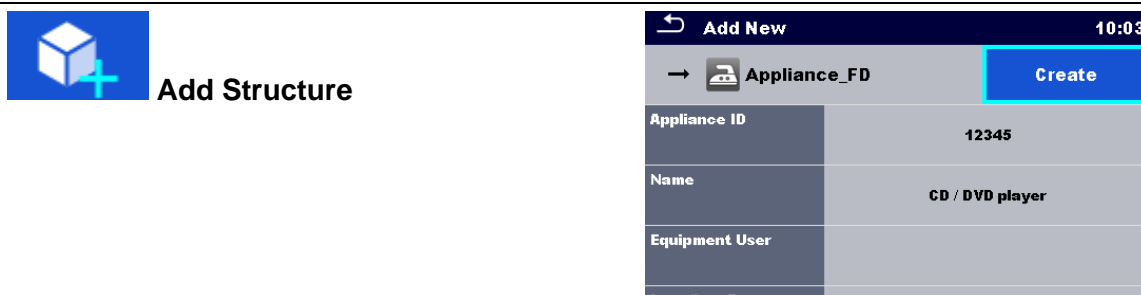 Add Structure
Add New 10:03
→ Appliance_FD Create
Appliance ID 12345
Name CD / DVD player
Equipment User